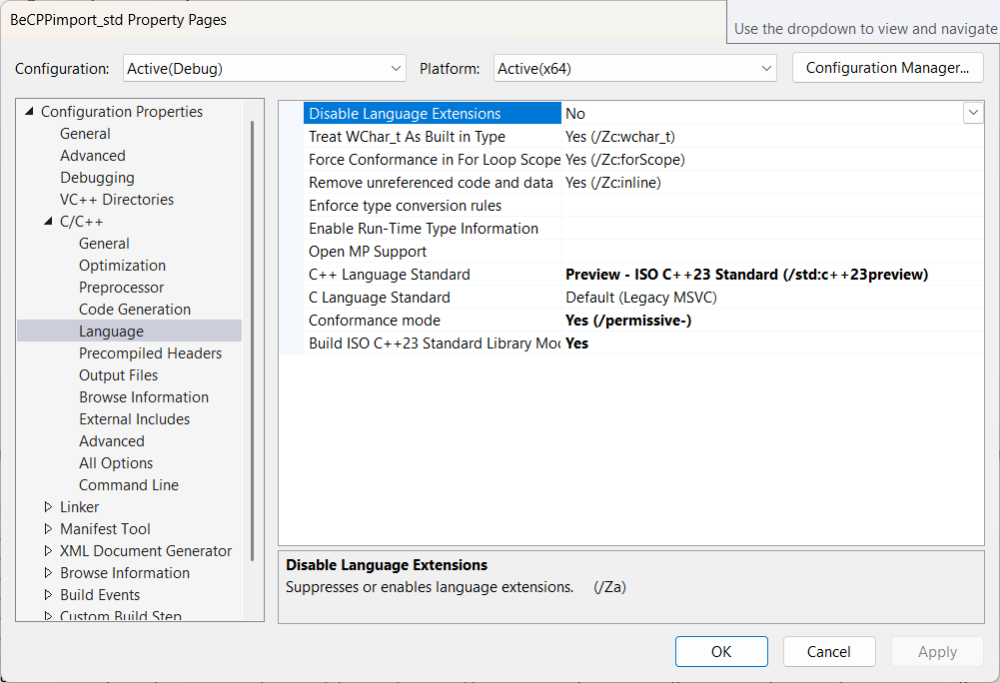 BeCPPimport_std Property Pages
Use the dropdown to view and navigate
Configuration: Active(Debug) Platform: Active(x64) Configuration Manager...
Configuration Properties
General
Advanced
Debugging
VC++ Directories
C/C++
General
Optimization
Preprocessor
Code Generation
Language
Precompiled Headers
Output Files
Browse Information
External Includes
Advanced
All Options
Command Line
Linker
Manifest Tool
XML Document Generator
Browse Information
Build Events
Custom Build Step
Disable Language Extensions No
Treat WChar_t As Built in Type Yes (/Zc:wchar_t)
Force Conformance in For Loop Scope Yes (/Zc:forScope)
Remove unreferenced code and data Yes (/Zc:inline)
Enforce type conversion rules
Enable Run-Time Type Information
Open MP Support
C++ Language Standard Preview - ISO C++23 Standard (/std:c++23preview)
C Language Standard Default (Legacy MSVC)
Conformance mode Yes (/permissive-)
Build ISO C++23 Standard Library Mo Yes
Disable Language Extensions
Suppresses or enables language extensions. (/Za)
OK Cancel Apply